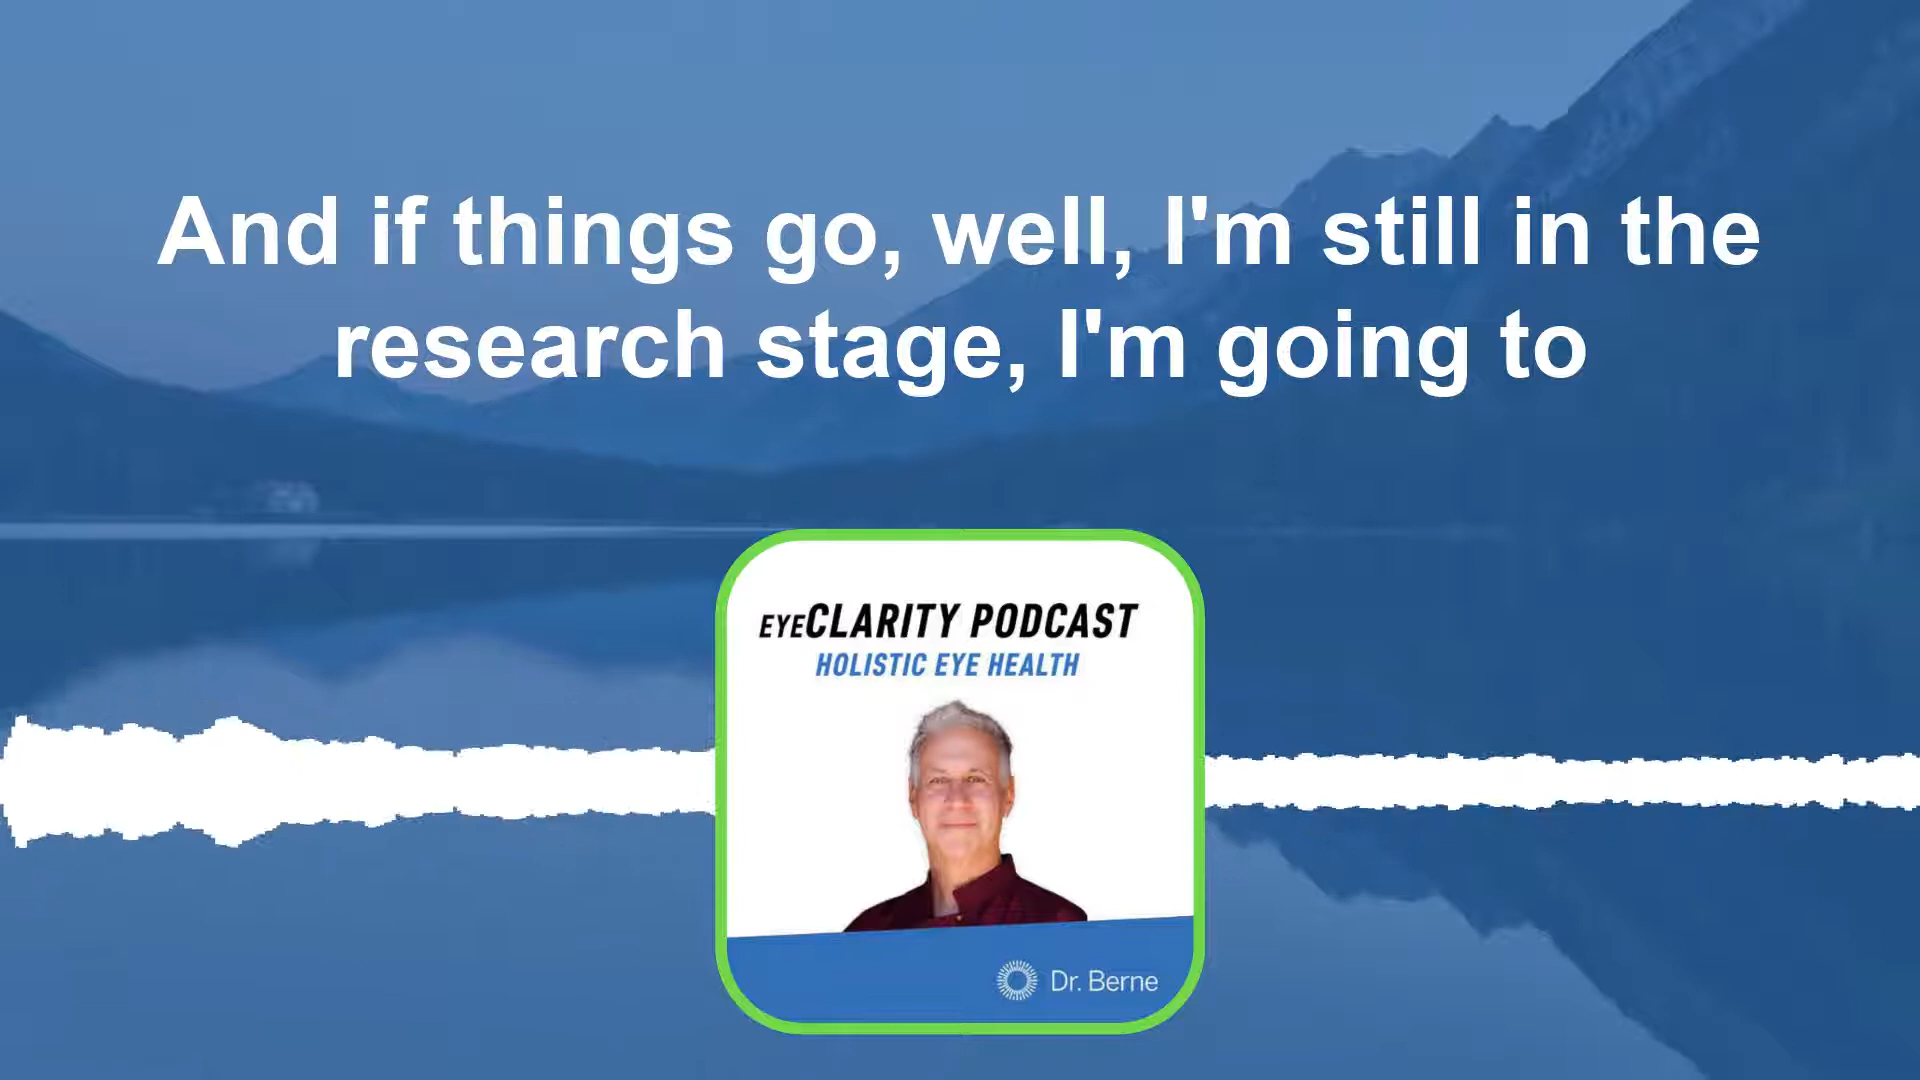 And if things go, well, I'm still in the
research stage, I'm going to
EYECLARITY PODCAST
HOLISTIC EYE HEALTH
Dr. Berne